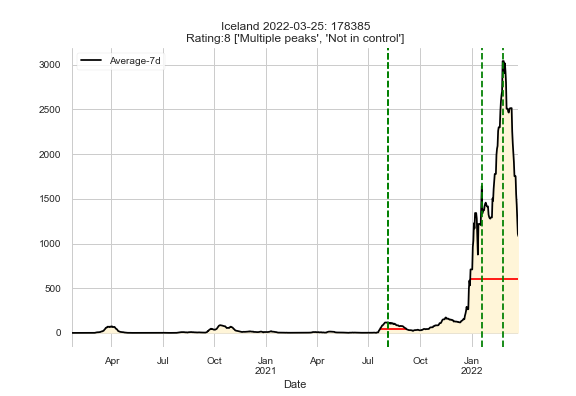 Iceland 2022-03-25: 178385
Rating:8 ['Multiple peaks', 'Not in control']
Average-7d
3000
2500
2000
1500
1000
500
0
Apr Jul Oct Jan Apr Jul Oct Jan
2021 2022
Date